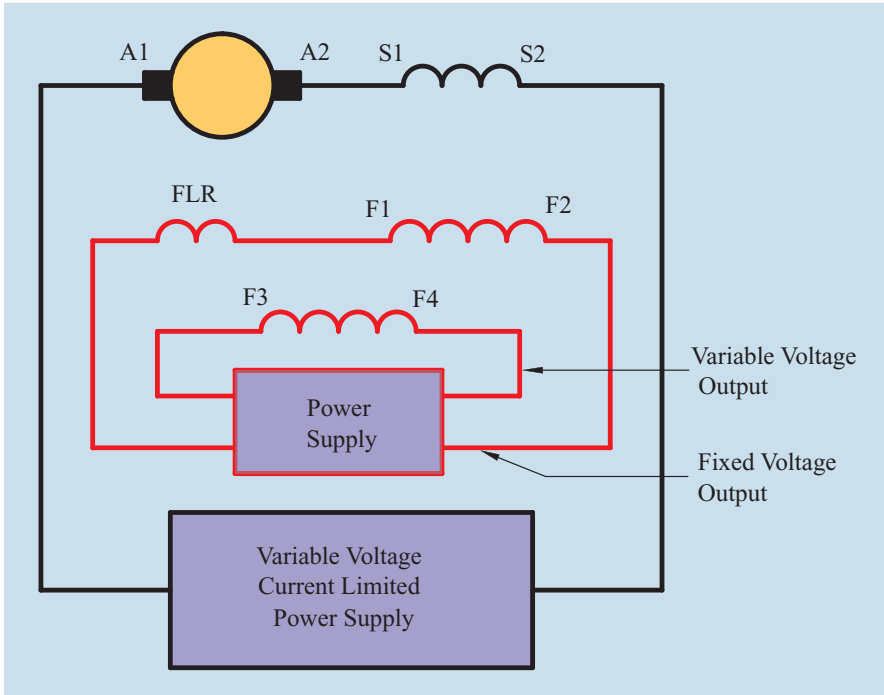 A1
A2
S1
S2
FLR
F1
F2
F3
F4
Variable Voltage
Output
Power
Supply
Fixed Voltage
Output
Variable Voltage
Current Limited
Power Supply